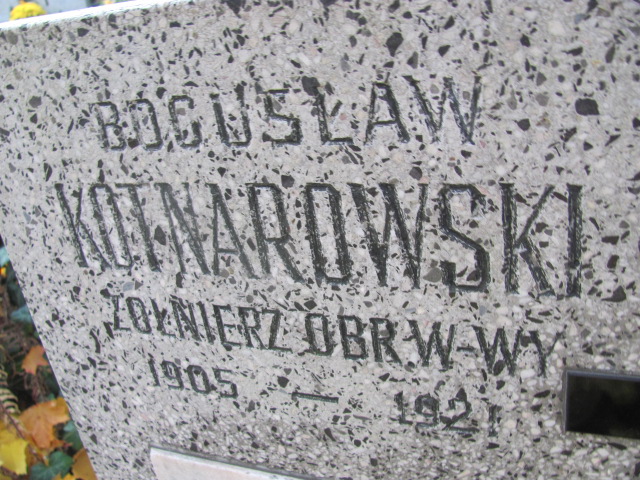 BOGUSŁAW
KOTNAROWSKI
ŻOŁNIERZ OBR. W-WY
1905 – 1921